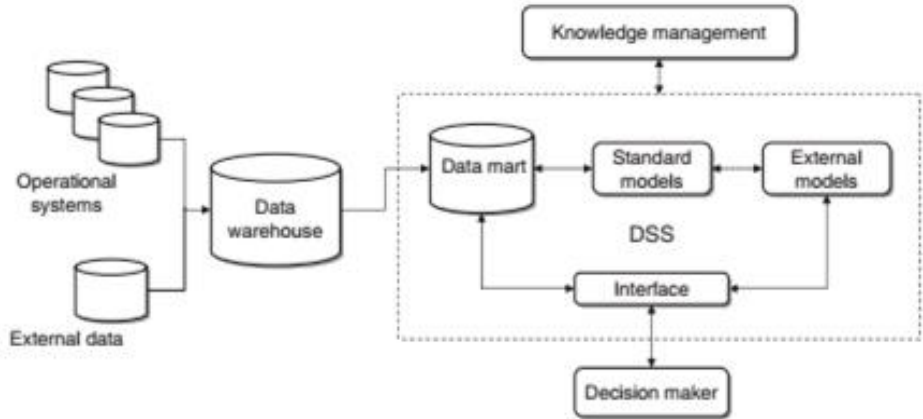 Knowledge management
Operational
systems
External data
Data
warehouse
Data mart
Standard
models
External
models
DSS
Interface
Decision maker